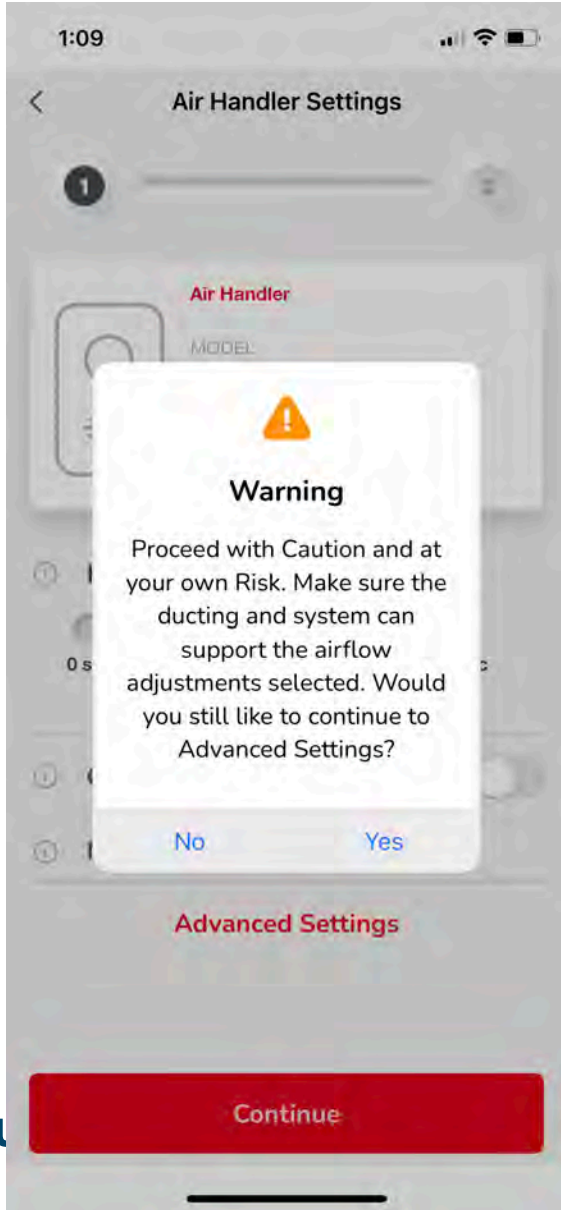 1:09
Air Handler Settings
1
Air Handler
MODEL
Warning
Proceed with Caution and at
your own Risk. Make sure the
ducting and system can
support the airflow
adjustments selected. Would
you still like to continue to
Advanced Settings?
0 s
c
No
Yes
Advanced Settings
Continue